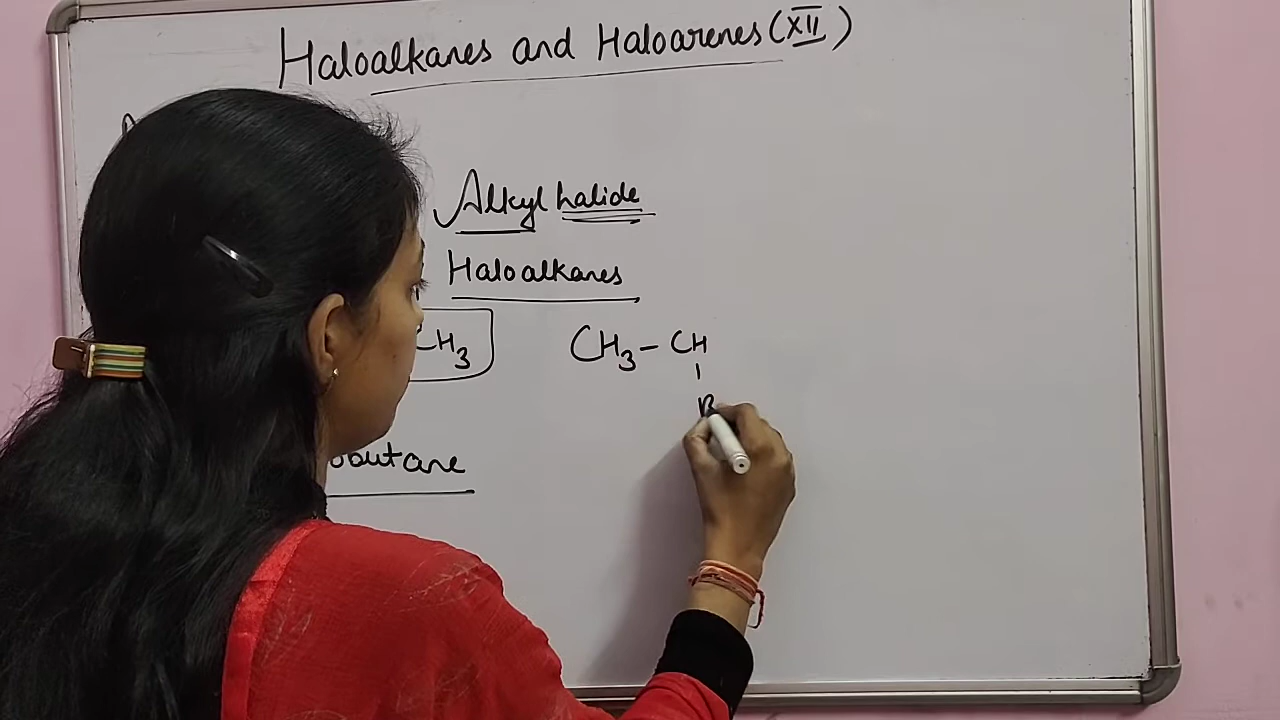 Haloalkanes and Haloarenes (XII)
Alkyl halide
Haloalkanes
CH3 CH3 - CH
butane